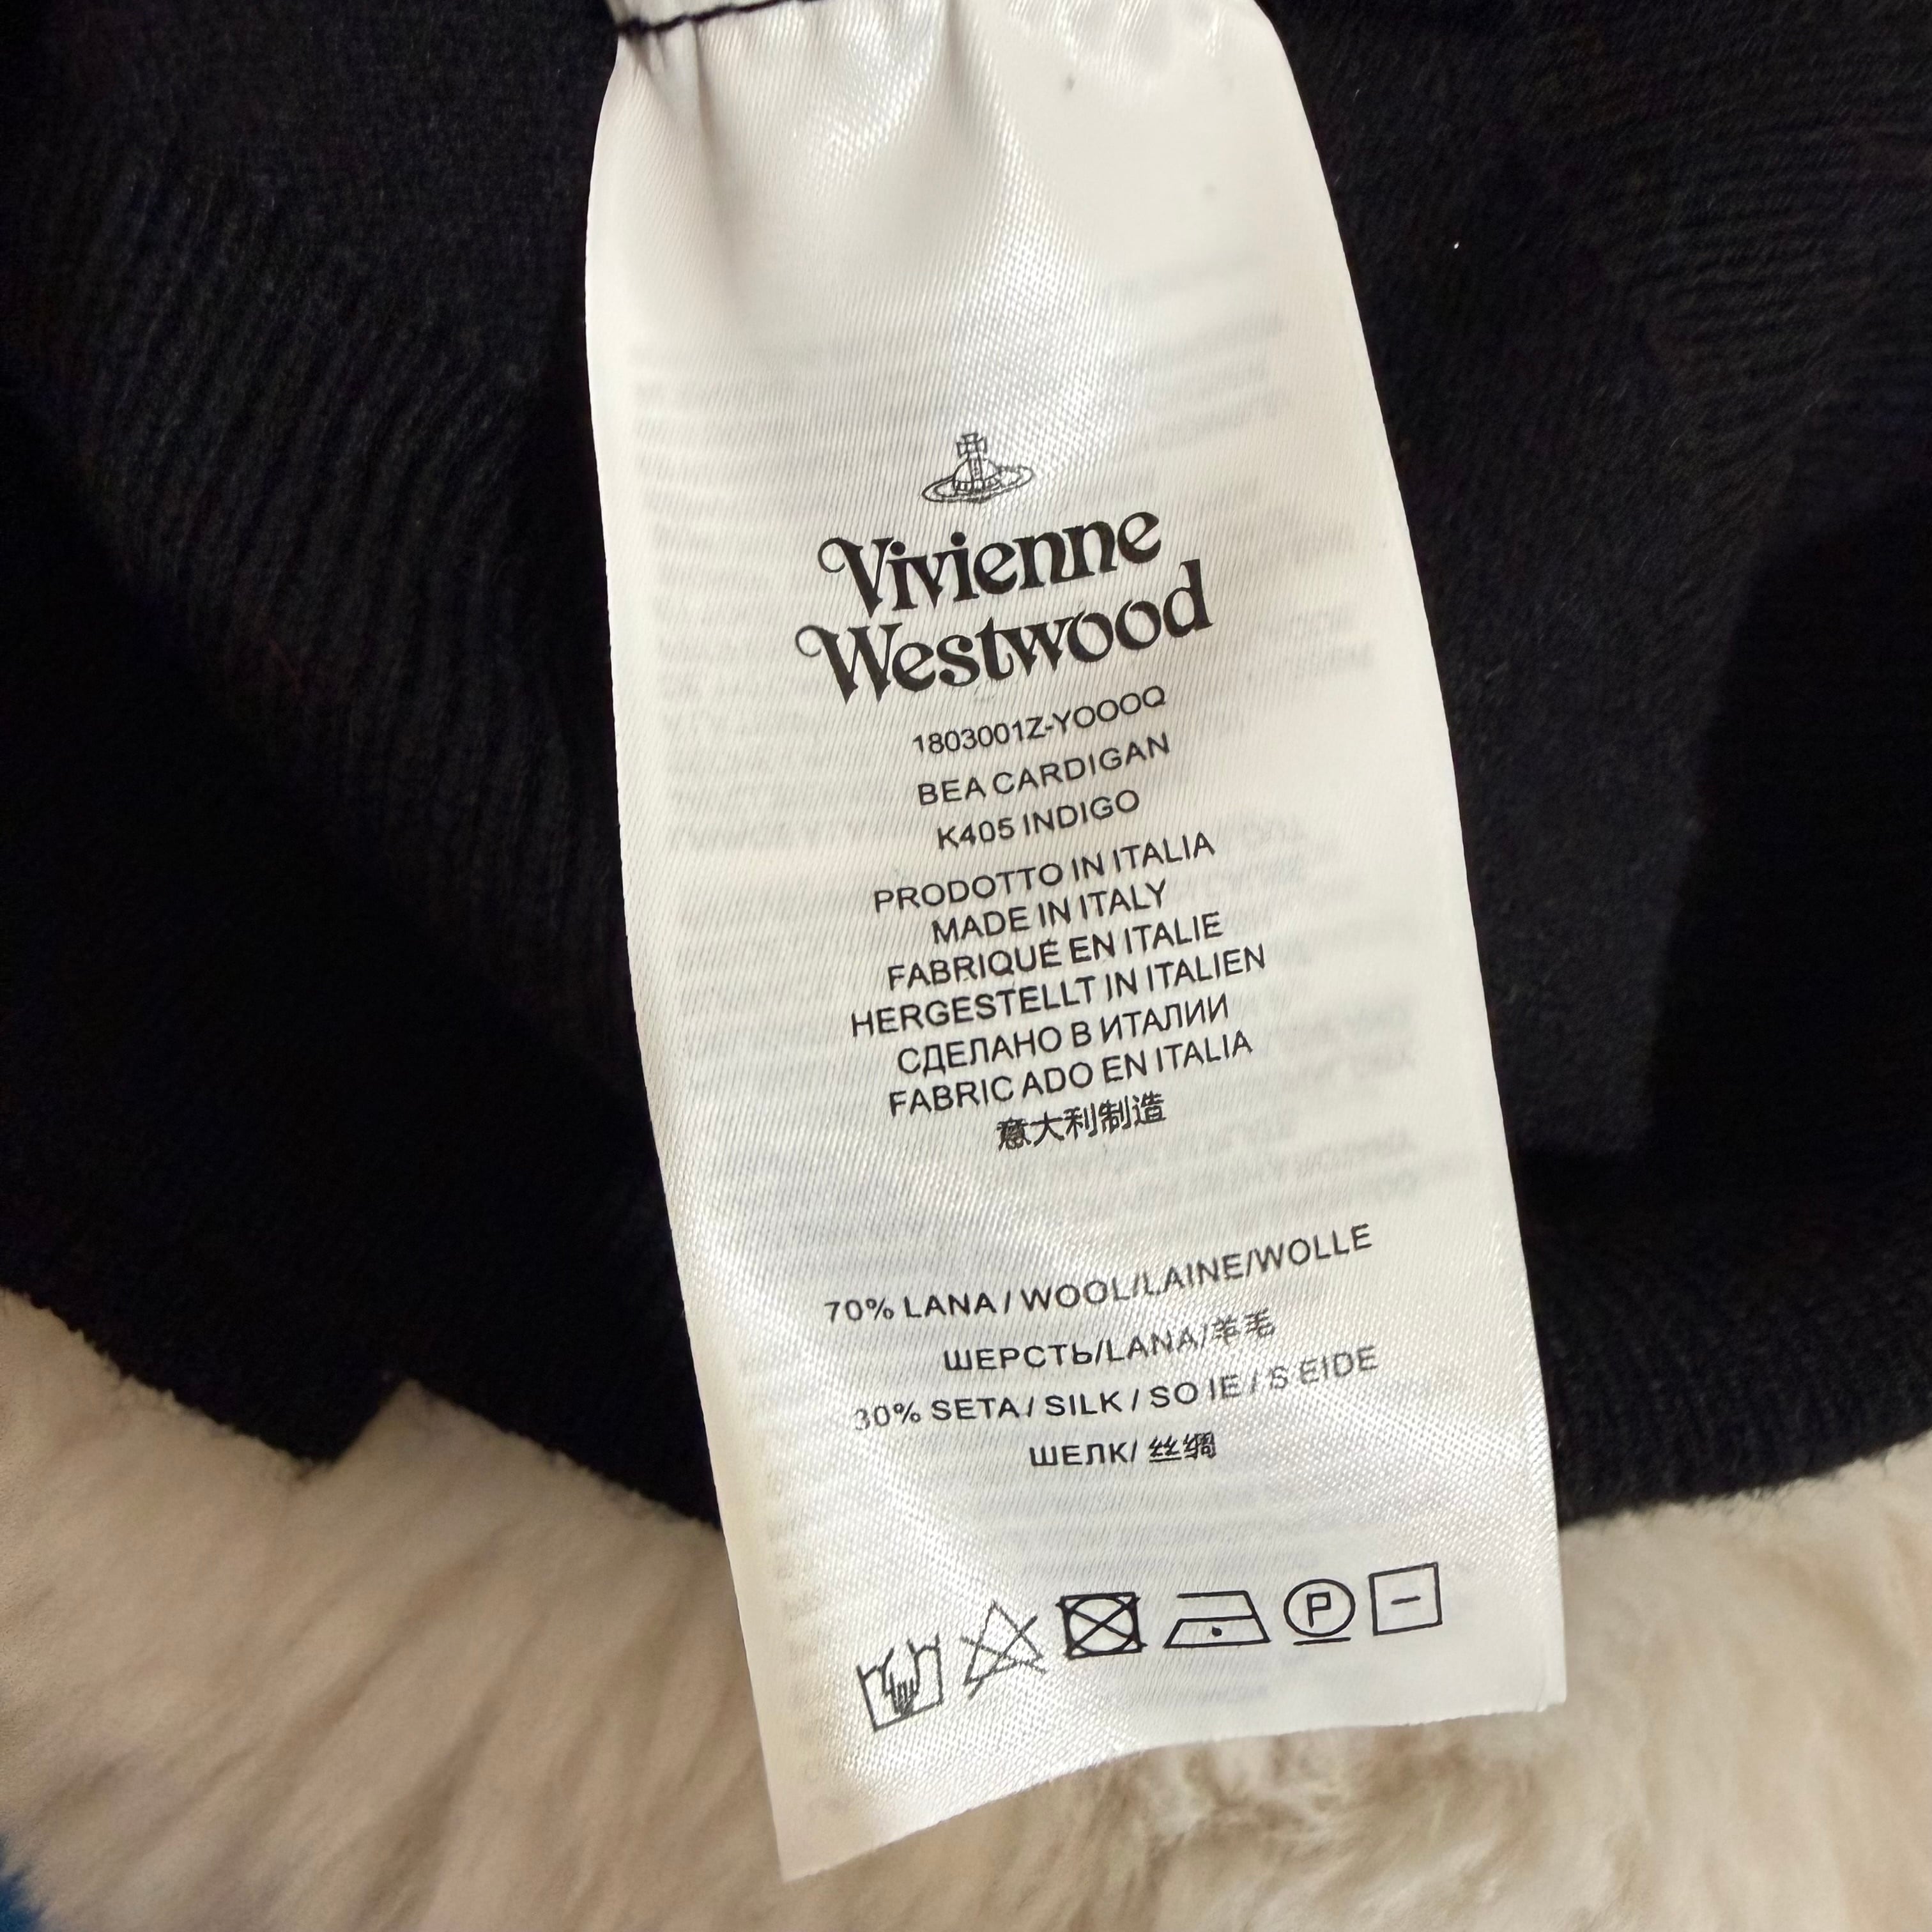 Vivienne
Westwood
1803001Z-YOOOQ
BEA CARDIGAN
K405 INDIGO
PRODOTTO IN ITALIA
MADE IN ITALY
FABRIQUÉ EN ITALIE
HERGESTELLT IN ITALIEN
СДЕЛАНО В ИТАЛИИ
FABRIC ADO EN ITALIA
意大利制造
70% LANA / WOOL/LAINE/WOLLE
ШЕРСТЬ/LANA/羊毛
30% SETA / SILK / SO IE / S EIDE
ШЕЛК/ 丝绸
P